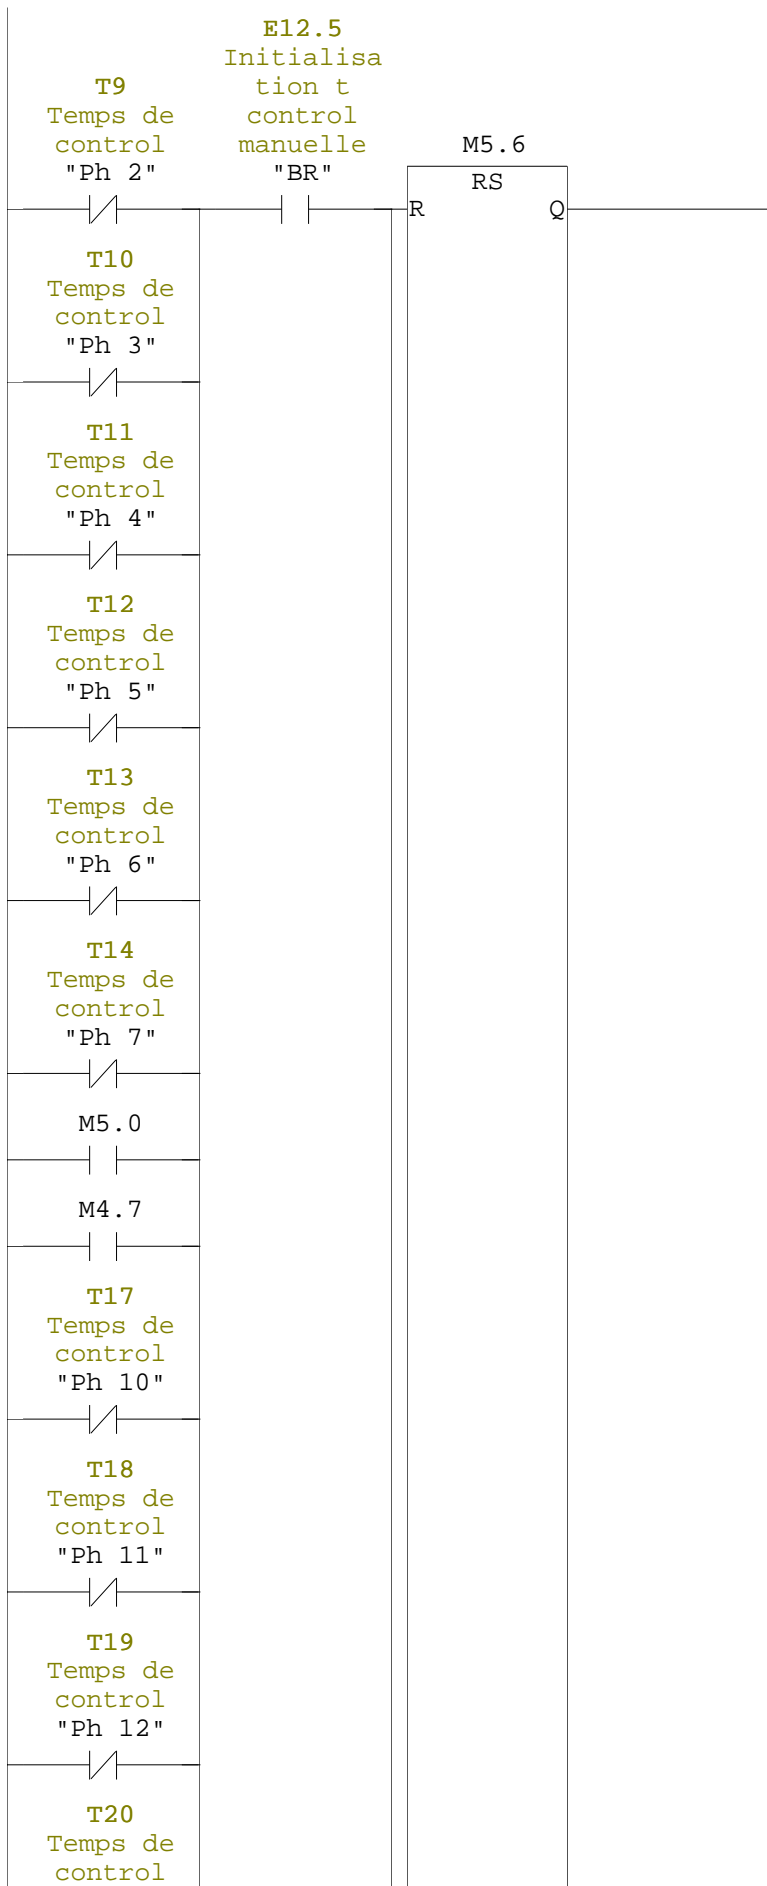 E12.5
Initialisa
tion t
control
manuelle
"BR"
T9
Temps de
control
"Ph 2"
M5.6
RS
R
Q
T10
Temps de
control
"Ph 3"
T11
Temps de
control
"Ph 4"
T12
Temps de
control
"Ph 5"
T13
Temps de
control
"Ph 6"
T14
Temps de
control
"Ph 7"
M5.0
M4.7
T17
Temps de
control
"Ph 10"
T18
Temps de
control
"Ph 11"
T19
Temps de
control
"Ph 12"
T20
Temps de
control